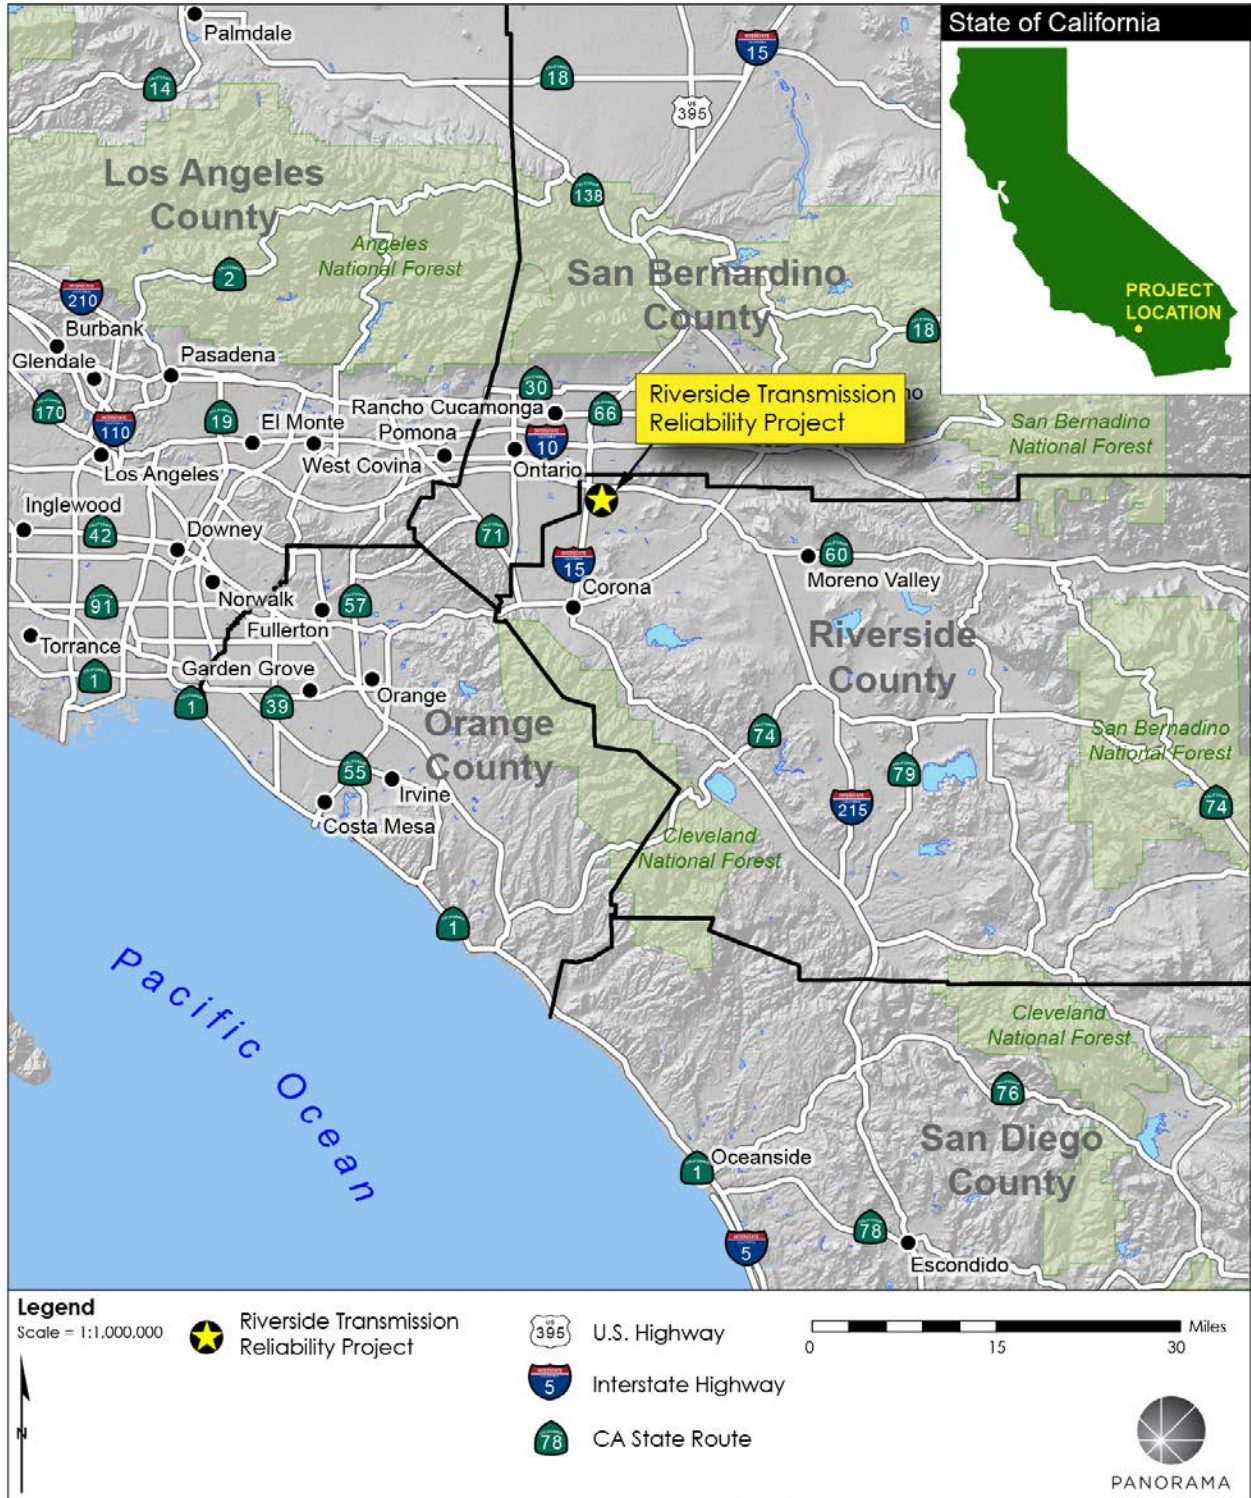 State of California
PROJECT
LOCATION
Palmdale
14
18
15
US
395
Los Angeles
County
138
Angeles
National Forest
2
San Bernardino
County
210
Burbank
18
Glendale
Pasadena
30
170
110
19
Rancho Cucamonga
66
Riverside Transmission
Reliability Project
no
El Monte
Pomona
10
San Bernadino
National Forest
Los Angeles
West Covina
Ontario
Inglewood
42
Downey
71
15
60
Moreno Valley
Corona
91
Norwalk
57
Fullerton
Riverside
County
Torrance
Garden Grove
1
Orange
1
39
Orange
County
74
San Bernadino
National Forest
55
Irvine
79
215
74
Costa Mesa
Cleveland
National Forest
1
Pacific Ocean
Cleveland
National Forest
76
San Diego
County
Oceanside
1
78
5
Escondido
Legend
Scale = 1:1,000,000
Riverside Transmission
Reliability Project
US
395
U.S. Highway
Miles
0
15
30
INTERSTATE
5
Interstate Highway
N
CALIFORNIA
78
CA State Route
PANORAMA